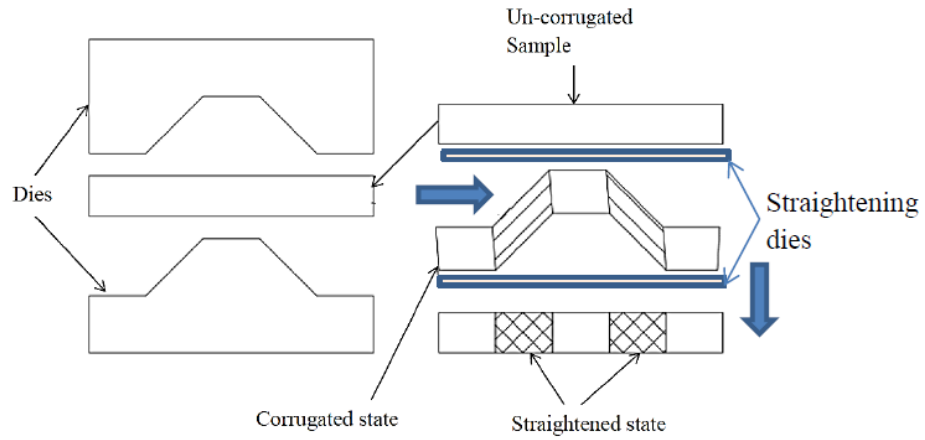 Un-corrugated
Sample
Dies
Straightening
dies
Corrugated state
Straightened state